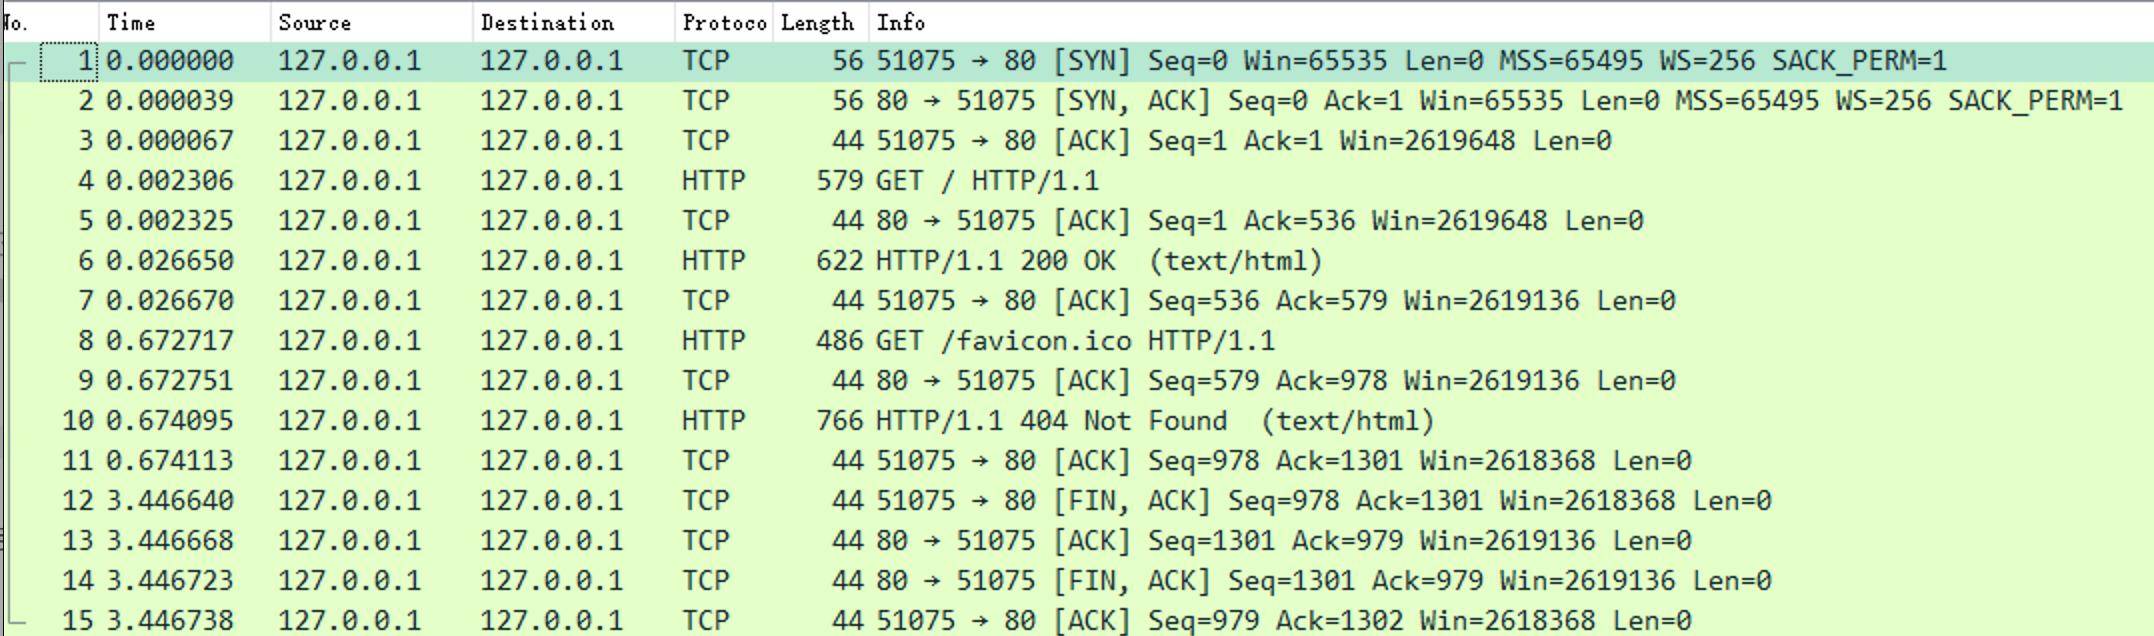 No. Time Source Destination Protoco Length Info
1 0.000000 127.0.0.1 127.0.0.1 TCP 56 51075 → 80 [SYN] Seq=0 Win=65535 Len=0 MSS=65495 WS=256 SACK_PERM=1
2 0.000039 127.0.0.1 127.0.0.1 TCP 56 80 → 51075 [SYN, ACK] Seq=0 Ack=1 Win=65535 Len=0 MSS=65495 WS=256 SACK_PERM=1
3 0.000067 127.0.0.1 127.0.0.1 TCP 44 51075 → 80 [ACK] Seq=1 Ack=1 Win=2619648 Len=0
4 0.002306 127.0.0.1 127.0.0.1 HTTP 579 GET / HTTP/1.1
5 0.002325 127.0.0.1 127.0.0.1 TCP 44 80 → 51075 [ACK] Seq=1 Ack=536 Win=2619648 Len=0
6 0.026650 127.0.0.1 127.0.0.1 HTTP 622 HTTP/1.1 200 OK (text/html)
7 0.026670 127.0.0.1 127.0.0.1 TCP 44 51075 → 80 [ACK] Seq=536 Ack=579 Win=2619136 Len=0
8 0.672717 127.0.0.1 127.0.0.1 HTTP 486 GET /favicon.ico HTTP/1.1
9 0.672751 127.0.0.1 127.0.0.1 TCP 44 80 → 51075 [ACK] Seq=579 Ack=978 Win=2619136 Len=0
10 0.674095 127.0.0.1 127.0.0.1 HTTP 766 HTTP/1.1 404 Not Found (text/html)
11 0.674113 127.0.0.1 127.0.0.1 TCP 44 51075 → 80 [ACK] Seq=978 Ack=1301 Win=2618368 Len=0
12 3.446640 127.0.0.1 127.0.0.1 TCP 44 51075 → 80 [FIN, ACK] Seq=978 Ack=1301 Win=2618368 Len=0
13 3.446668 127.0.0.1 127.0.0.1 TCP 44 80 → 51075 [ACK] Seq=1301 Ack=979 Win=2619136 Len=0
14 3.446723 127.0.0.1 127.0.0.1 TCP 44 80 → 51075 [FIN, ACK] Seq=1301 Ack=979 Win=2619136 Len=0
15 3.446738 127.0.0.1 127.0.0.1 TCP 44 51075 → 80 [ACK] Seq=979 Ack=1302 Win=2618368 Len=0